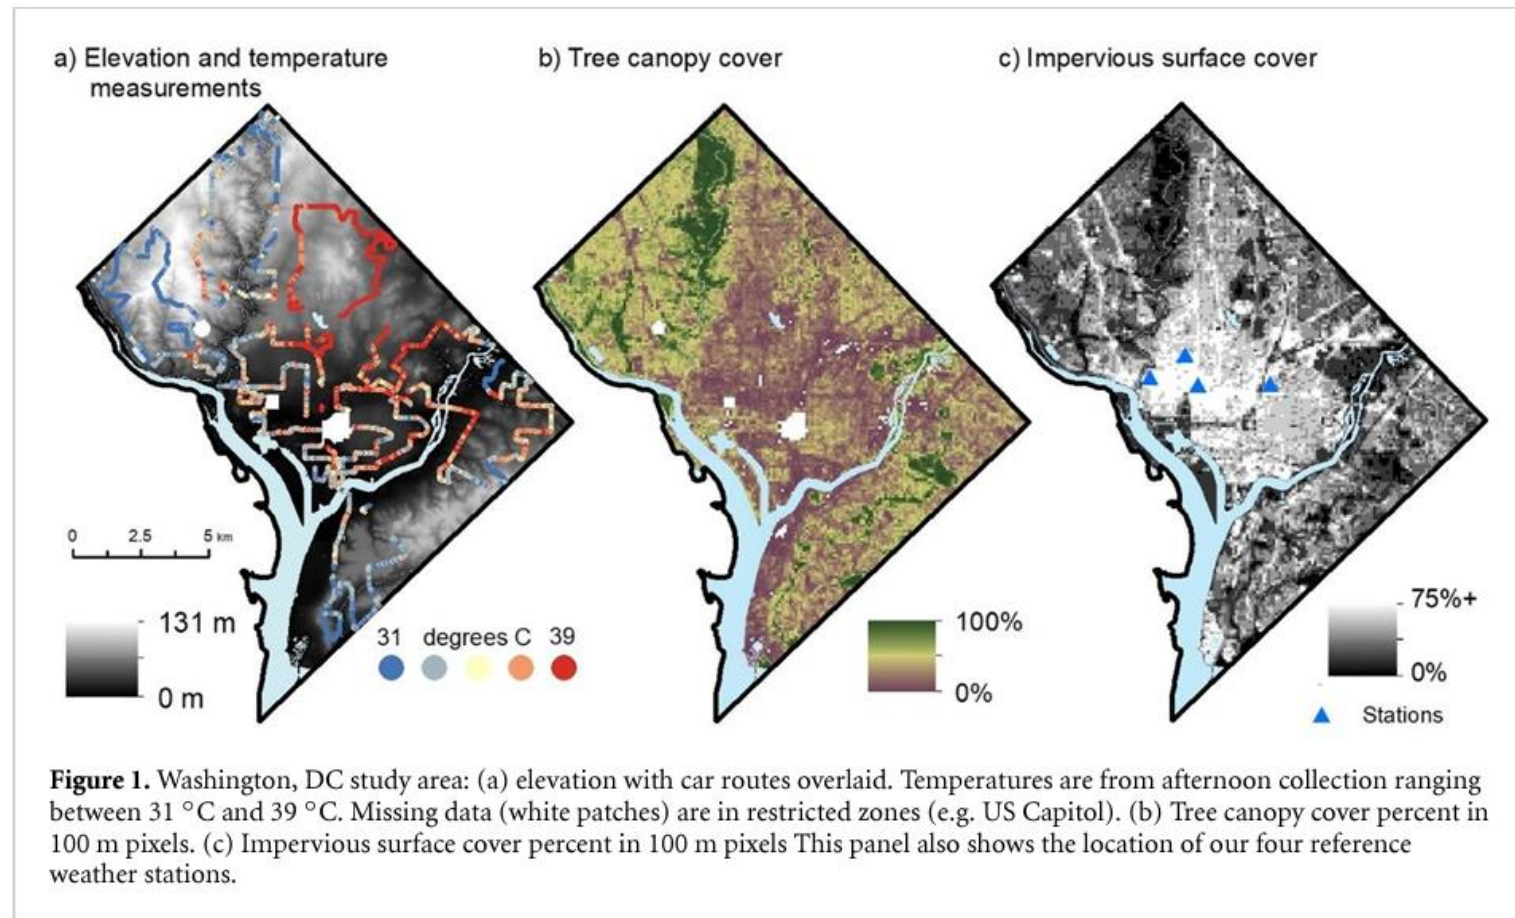 a) Elevation and temperature
measurements
b) Tree canopy cover
c) Impervious surface cover
0 2.5 5 km
131 m
0 m
31 degrees C 39
100%
0%
75%+
0%
Stations
Figure 1. Washington, DC study area: (a) elevation with car routes overlaid. Temperatures are from afternoon collection ranging
between 31 °C and 39 °C. Missing data (white patches) are in restricted zones (e.g. US Capitol). (b) Tree canopy cover percent in
100 m pixels. (c) Impervious surface cover percent in 100 m pixels This panel also shows the location of our four reference
weather stations.